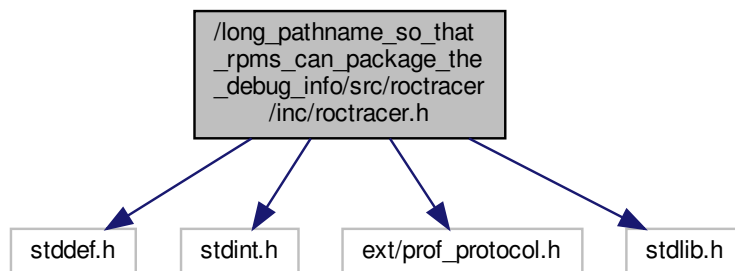 /long_pathname_so_that
_rpms_can_package_the
_debug_info/src/roctracer
/inc/roctracer.h
stddef.h
stdint.h
ext/prof_protocol.h
stdlib.h